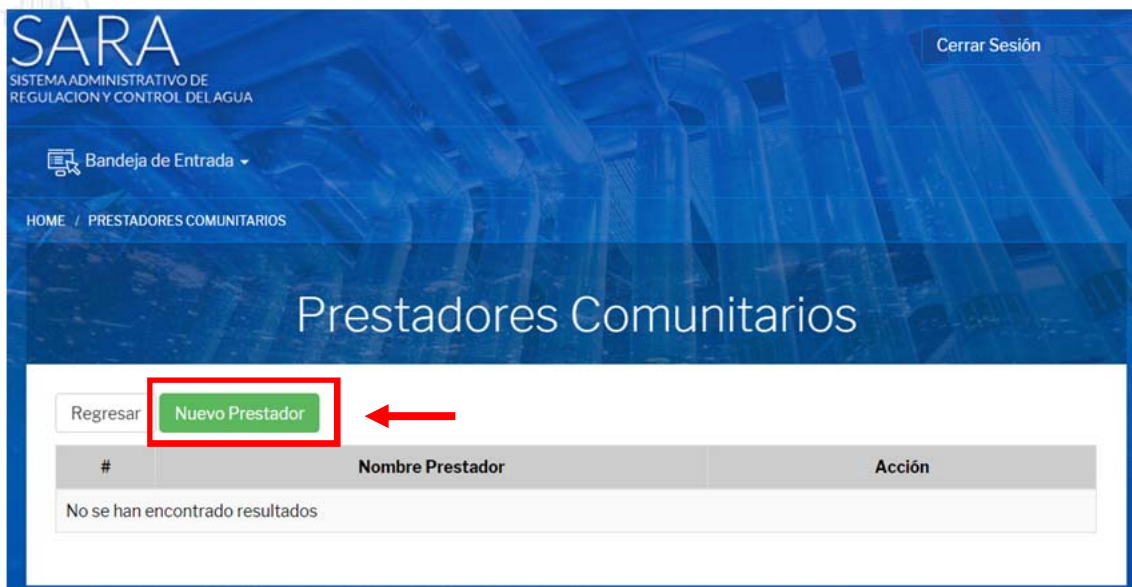 SARA
SISTEMA ADMINISTRATIVO DE
REGULACION Y CONTROL DEL AGUA
Cerrar Sesión
Bandeja de Entrada
HOME / PRESTADORES COMUNITARIOS
Prestadores Comunitarios
Regresar Nuevo Prestador
# Nombre Prestador Acción
No se han encontrado resultados